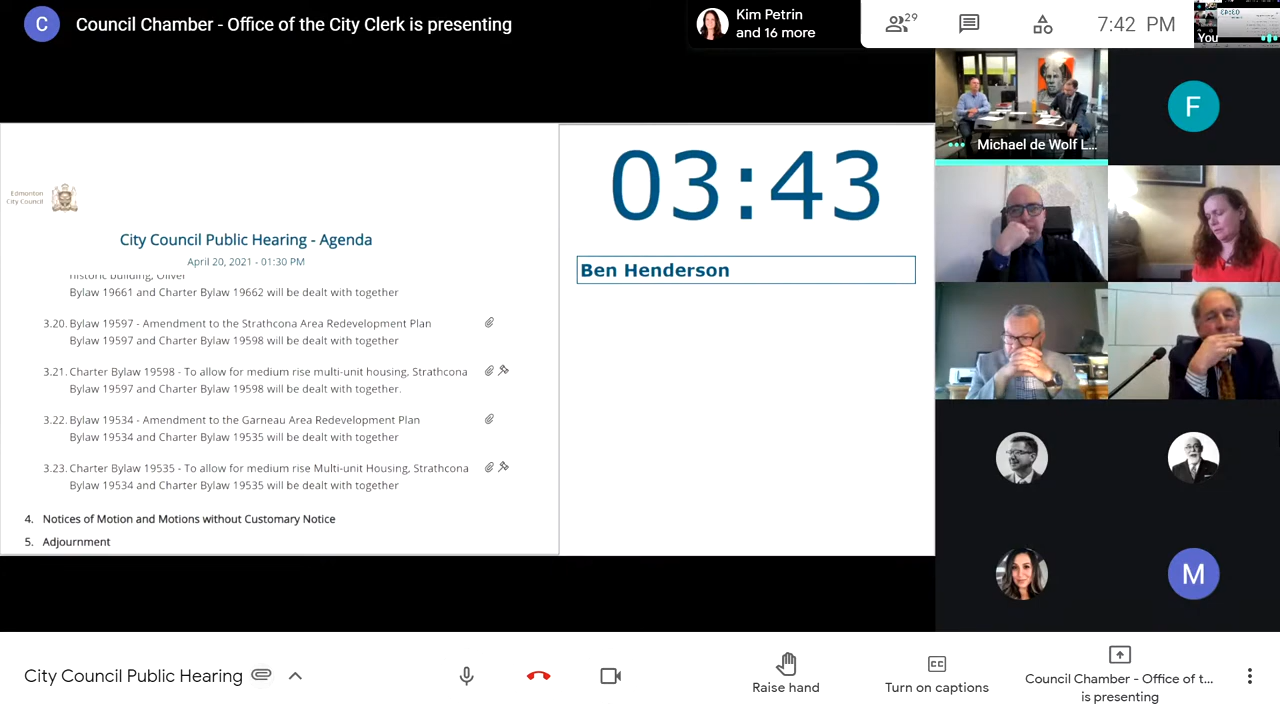 C
Council Chamber - Office of the City Clerk is presenting
Kim Petrin
and 16 more
29
7:42 PM
You
Edmonton
City Council
City Council Public Hearing - Agenda
April 20, 2021 - 01:30 PM
historic building, Oliver
Bylaw 19661 and Charter Bylaw 19662 will be dealt with together
3.20. Bylaw 19597 - Amendment to the Strathcona Area Redevelopment Plan
Bylaw 19597 and Charter Bylaw 19598 will be dealt with together
3.21. Charter Bylaw 19598 - To allow for medium rise multi-unit housing, Strathcona
Bylaw 19597 and Charter Bylaw 19598 will be dealt with together.
3.22. Bylaw 19534 - Amendment to the Garneau Area Redevelopment Plan
Bylaw 19534 and Charter Bylaw 19535 will be dealt with together
3.23. Charter Bylaw 19535 - To allow for medium rise Multi-unit Housing, Strathcona
Bylaw 19534 and Charter Bylaw 19535 will be dealt with together
4. Notices of Motion and Motions without Customary Notice
5. Adjournment
03:43
Ben Henderson
Michael de Wolf L...
F
M
City Council Public Hearing
Raise hand
CC
Turn on captions
Council Chamber - Office of t...
is presenting